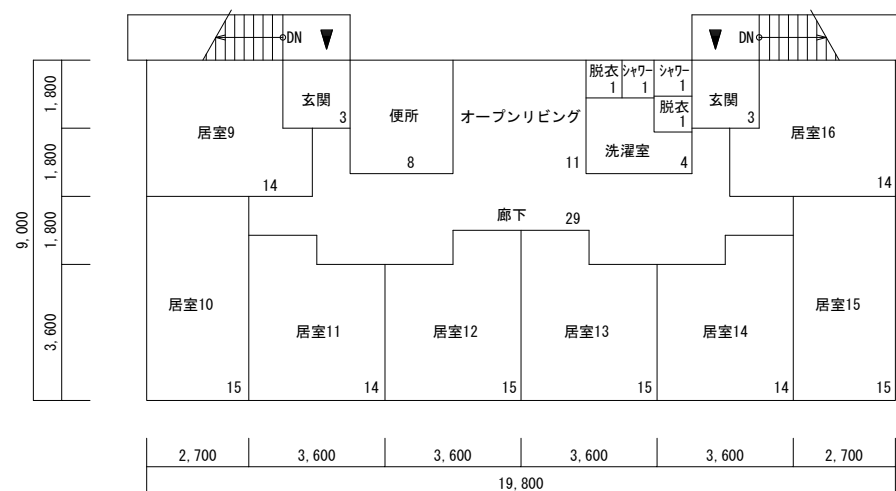 DN
DN
1,800
1,800
1,800
3,600
9,000
玄関
3
居室9
14
便所
8
オープンリビング
11
脱衣
1
シャワー
1
シャワー
1
脱衣
1
洗濯室
4
玄関
3
居室16
14
廊下
29
居室10
15
居室11
14
居室12
15
居室13
15
居室14
14
居室15
15
2,700
3,600
3,600
3,600
3,600
2,700
19,800